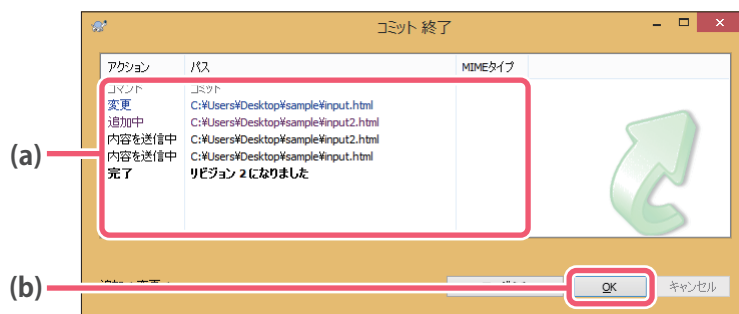 コミット 終了
アクション パス MIMEタイプ
コマンド コミット
変更 C:¥Users¥Desktop¥sample¥input.html
追加中 C:¥Users¥Desktop¥sample¥input2.html
(a) 内容を送信中 C:¥Users¥Desktop¥sample¥input2.html
内容を送信中 C:¥Users¥Desktop¥sample¥input.html
完了 リビジョン 2 になりました
(b) OK キャンセル